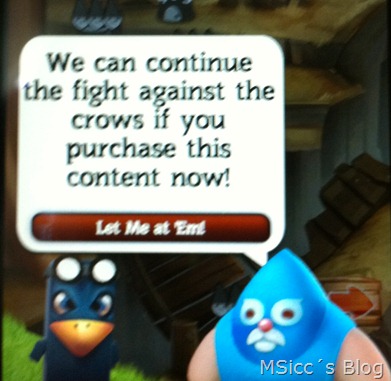 We can continue
the fight against the
crows if you
purchase this
content now!
Let Me at 'Em!
MSicc´s Blog